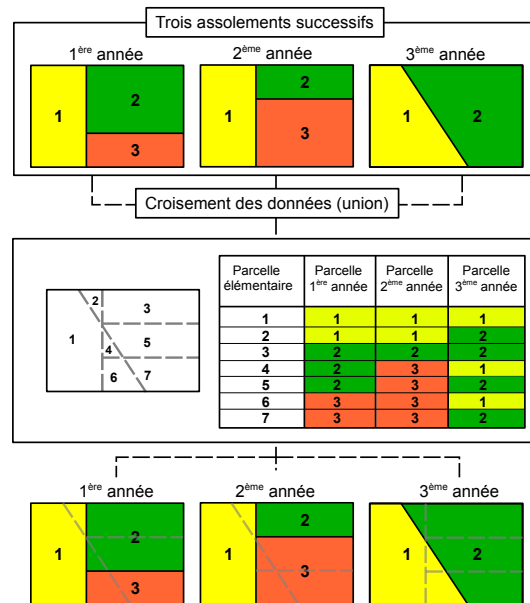 Trois assolements successifs
1ère année 2ème année 3ème année
1 2 3 1 2 3 1 2
Croisement des données (union)
Parcelle élémentaire Parcelle 1ère année Parcelle 2ème année Parcelle 3ème année
1 1 1 1
2 1 1 2
3 2 2 2
4 2 3 1
5 2 3 2
6 3 3 1
7 3 3 2
2 3
1 4 5
6 7
1ère année 2ème année 3ème année
1 2 3 1 2 3 1 2